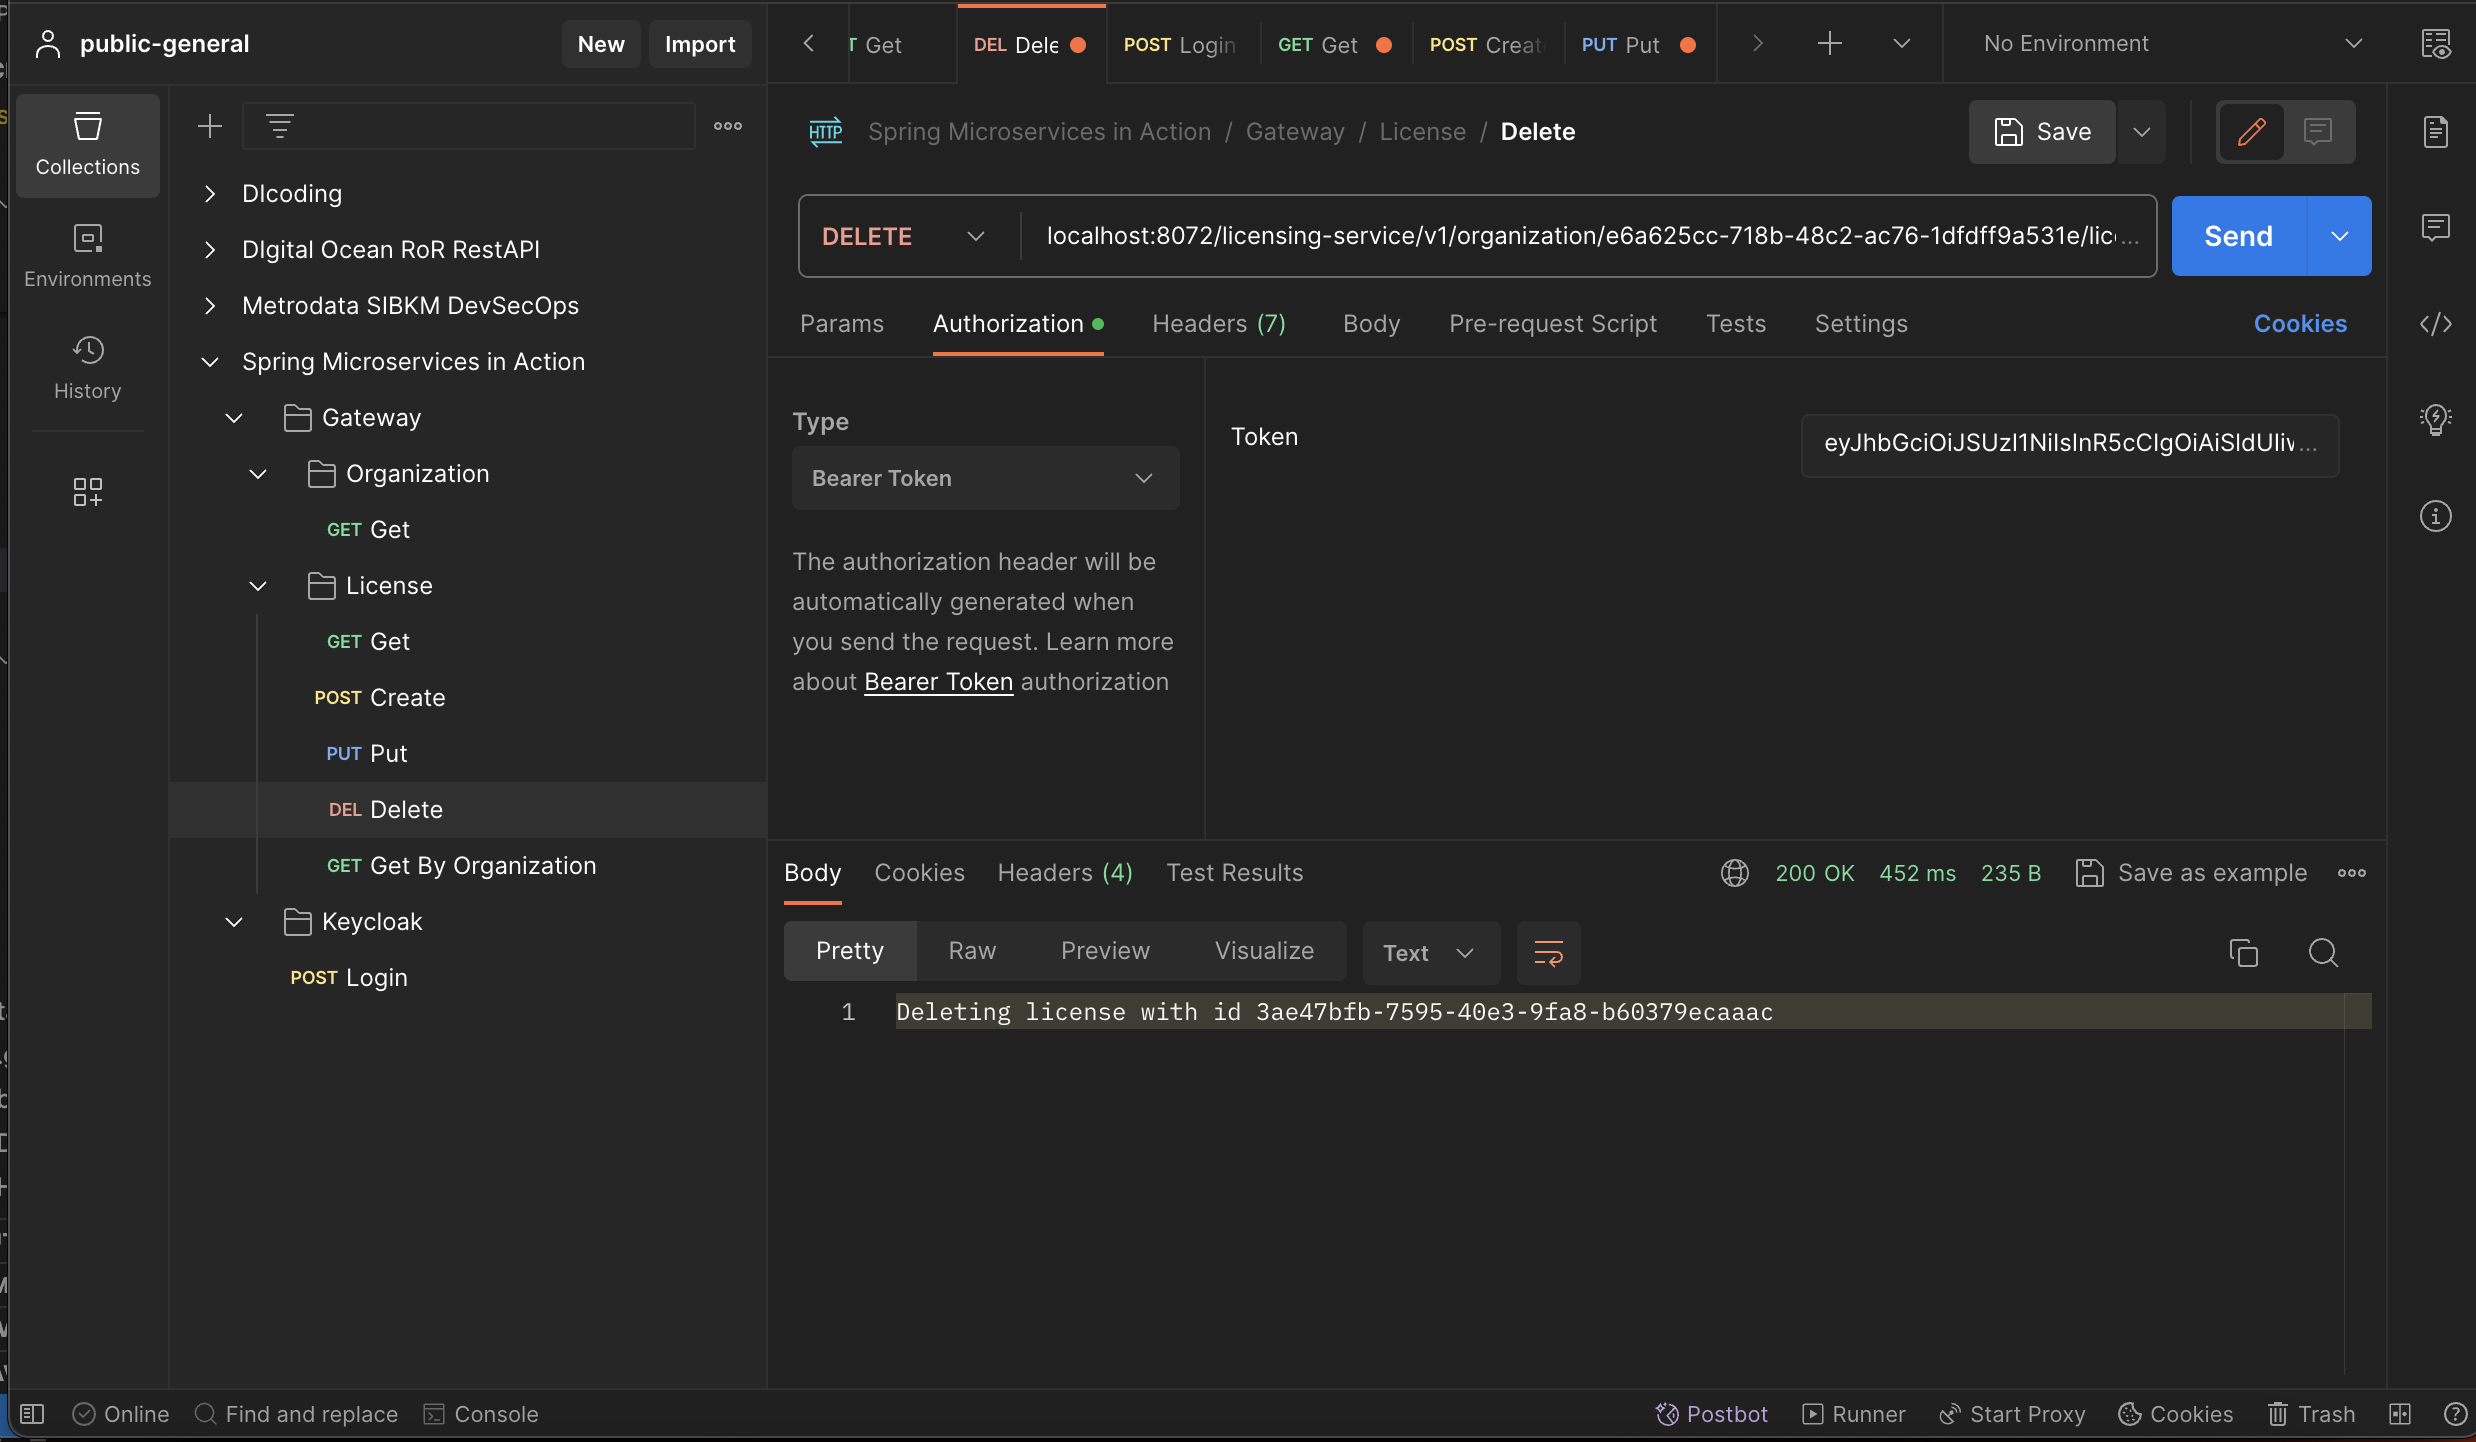 public-general
New
Import
Get
DEL Dele
POST Login
GET Get
POST Creat
PUT Put
No Environment
Collections
Environments
History
DIcoding
DIgital Ocean RoR RestAPI
Metrodata SIBKM DevSecOps
Spring Microservices in Action
Gateway
Organization
GET Get
License
GET Get
POST Create
PUT Put
DEL Delete
GET Get By Organization
Keycloak
POST Login
HTTP Spring Microservices in Action / Gateway / License / Delete
Save
DELETE
localhost:8072/licensing-service/v1/organization/e6a625cc-718b-48c2-ac76-1dfdff9a531e/lic...
Send
Params
Authorization
Headers (7)
Body
Pre-request Script
Tests
Settings
Cookies
Type
Bearer Token
The authorization header will be
automatically generated when
you send the request. Learn more
about Bearer Token authorization
Token
Body
Cookies
Headers (4)
Test Results
200 OK
452 ms
235 B
Save as example
Pretty
Raw
Preview
Visualize
Text
1
Deleting license with id 3ae47bfb-7595-40e3-9fa8-b60379ecaaac
Online
Find and replace
Console
Postbot
Runner
Start Proxy
Cookies
Trash